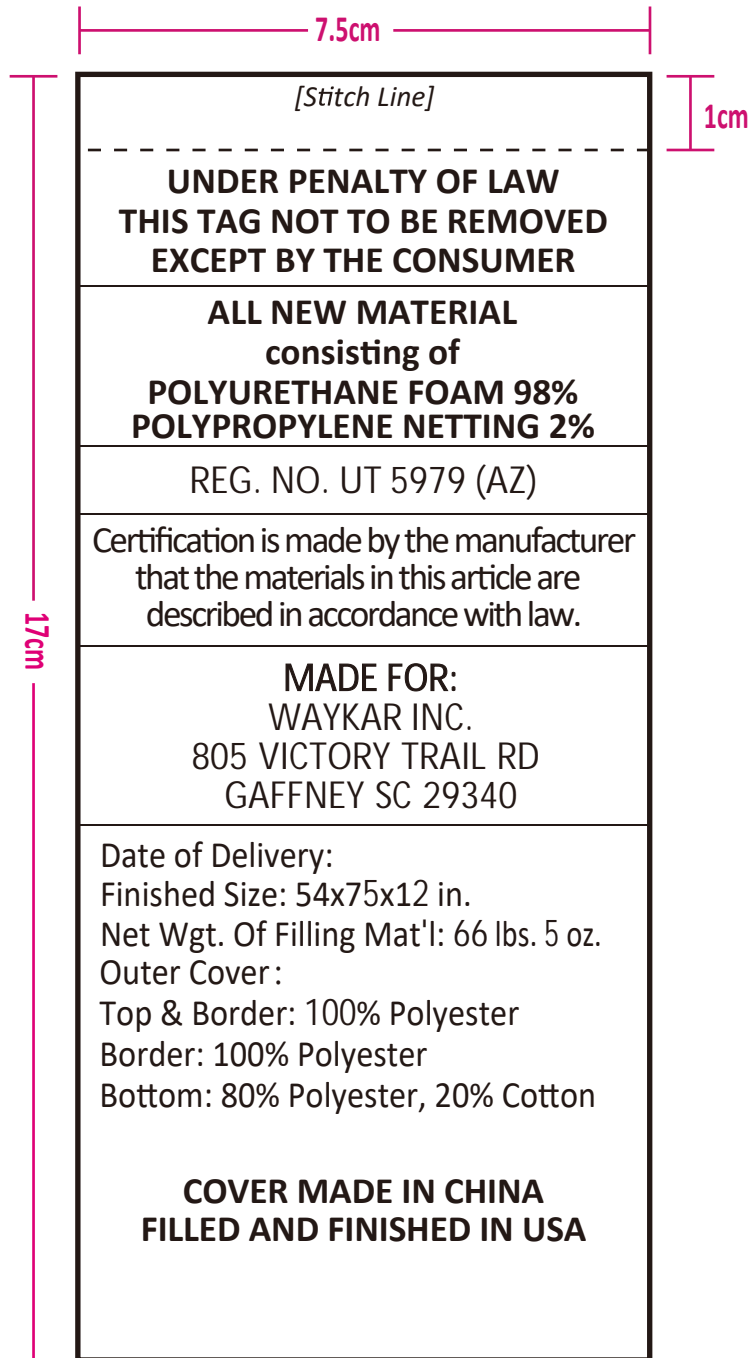 7.5cm
[Stitch Line]
1cm
UNDER PENALTY OF LAW
THIS TAG NOT TO BE REMOVED
EXCEPT BY THE CONSUMER
ALL NEW MATERIAL
consisting of
POLYURETHANE FOAM 98%
POLYPROPYLENE NETTING 2%
REG. NO. UT 5979 (AZ)
Certification is made by the manufacturer
that the materials in this article are
described in accordance with law.
17cm
MADE FOR:
WAYKAR INC.
805 VICTORY TRAIL RD
GAFFNEY SC 29340
Date of Delivery:
Finished Size: 54x75x12 in.
Net Wgt. Of Filling Mat'l: 66 lbs. 5 oz.
Outer Cover:
Top & Border: 100% Polyester
Border: 100% Polyester
Bottom: 80% Polyester, 20% Cotton
COVER MADE IN CHINA
FILLED AND FINISHED IN USA